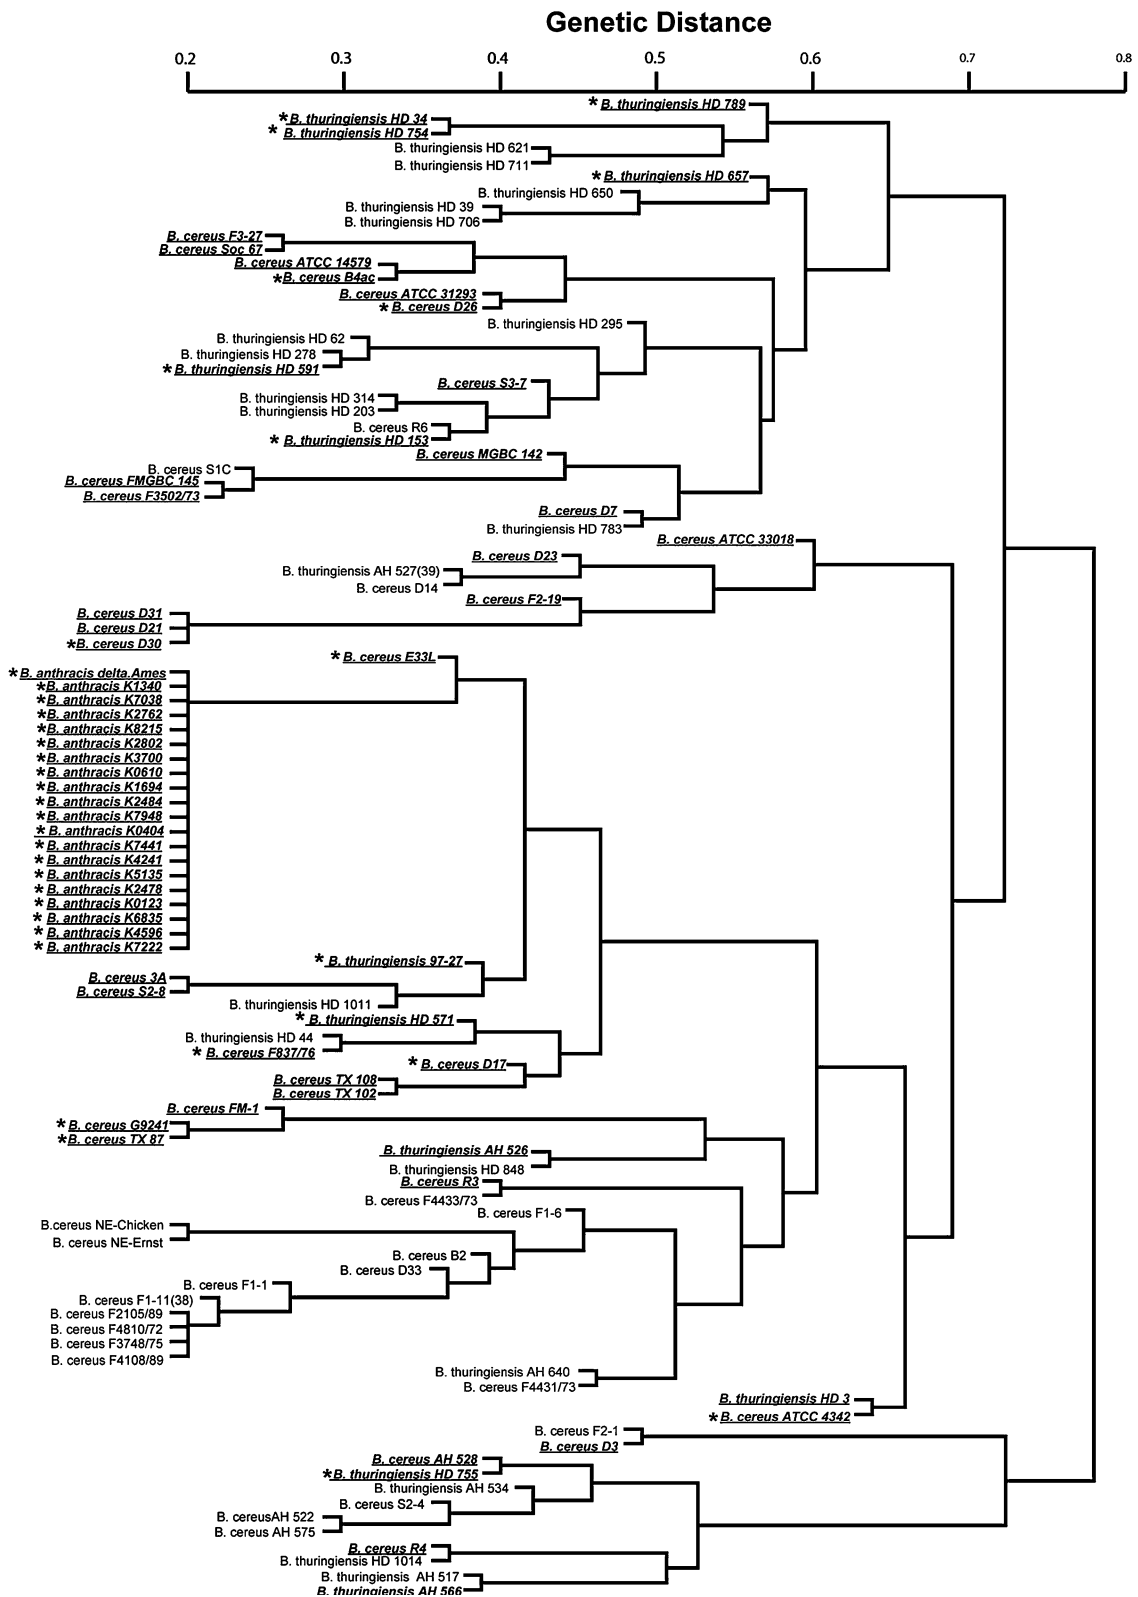 Genetic Distance
0.2 0.3 0.4 0.5 0.6 0.7 0.8
* B. thuringiensis HD 789
*B. thuringiensis HD 34
* B. thuringiensis HD 754
B. thuringiensis HD 621
B. thuringiensis HD 711
* B. thuringiensis HD 657
B. thuringiensis HD 650
B. thuringiensis HD 39
B. thuringiensis HD 706
B. cereus F3-27
B. cereus Soc 67
B. cereus ATCC 14579
*B. cereus B4ac
B. cereus ATCC 31293
* B. cereus D26
B. thuringiensis HD 295
B. thuringiensis HD 62
B. thuringiensis HD 278
* B. thuringiensis HD 591
B. cereus S3-7
B. thuringiensis HD 314
B. thuringiensis HD 203
B. cereus R6
* B. thuringiensis HD 153
B. cereus MGBC 142
B. cereus S1C
B. cereus FMGBC 145
B. cereus F3502/73
B. cereus D7
B. thuringiensis HD 783
B. cereus ATCC 33018
B. cereus D23
B. thuringiensis AH 527(39)
B. cereus D14
B. cereus F2-19
B. cereus D31
B. cereus D21
*B. cereus D30
* B. cereus E33L
* B. anthracis delta.Ames
*B. anthracis K1340
* B. anthracis K7038
* B. anthracis K2762
* B. anthracis K8215
* B. anthracis K2802
* B. anthracis K3700
* B. anthracis K0610
* B. anthracis K1694
* B. anthracis K2484
* B. anthracis K7948
* B. anthracis K0404
* B. anthracis K7441
* B. anthracis K4241
* B. anthracis K5135
* B. anthracis K2478
* B. anthracis K0123
* B. anthracis K6835
* B. anthracis K4596
* B. anthracis K7222
* B. thuringiensis 97-27
B. cereus 3A
B. cereus S2-8
B. thuringiensis HD 1011
* B. thuringiensis HD 571
B. thuringiensis HD 44
* B. cereus F837/76
* B. cereus D17
B. cereus TX 108
B. cereus TX 102
B. cereus FM-1
* B. cereus G9241
*B. cereus TX 87
B. thuringiensis AH 526
B. thuringiensis HD 848
B. cereus R3
B. cereus F4433/73
B. cereus F1-6
B.cereus NE-Chicken
B. cereus NE-Ernst
B. cereus B2
B. cereus D33
B. cereus F1-1
B. cereus F1-11(38)
B. cereus F2105/89
B. cereus F4810/72
B. cereus F3748/75
B. cereus F4108/89
B. thuringiensis AH 640
B. cereus F4431/73
B. thuringiensis HD 3
* B. cereus ATCC 4342
B. cereus F2-1
B. cereus D3
B. cereus AH 528
*B. thuringiensis HD 755
B. thuringiensis AH 534
B. cereus S2-4
B. cereusAH 522
B. cereus AH 575
B. cereus R4
B. thuringiensis HD 1014
B. thuringiensis AH 517
B. thuringiensis AH 566